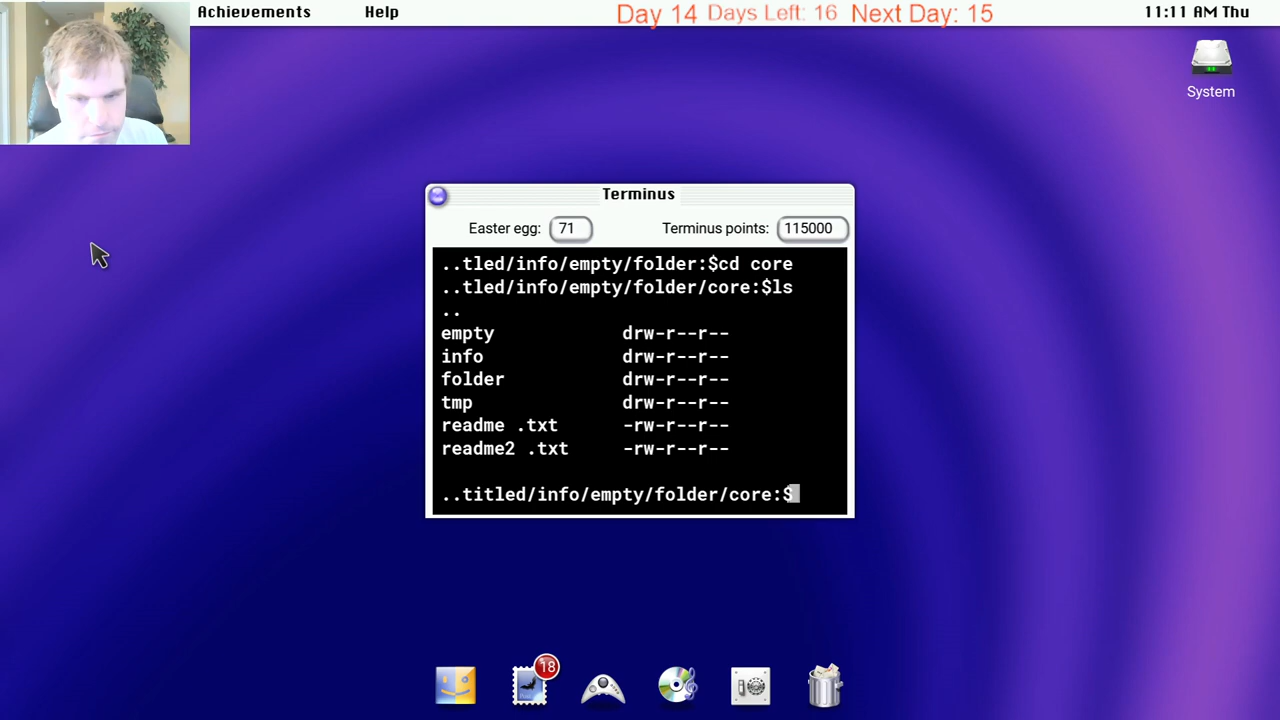 Achievements Help Day 14 Days Left: 16 Next Day: 15 11:11 AM Thu
System
Terminus
Easter egg: 71 Terminus points: 115000
..tled/info/empty/folder:$cd core
..tled/info/empty/folder/core:$ls
..
empty drw-r--r--
info drw-r--r--
folder drw-r--r--
tmp drw-r--r--
readme .txt -rw-r--r--
readme2 .txt -rw-r--r--
..titled/info/empty/folder/core:$
18